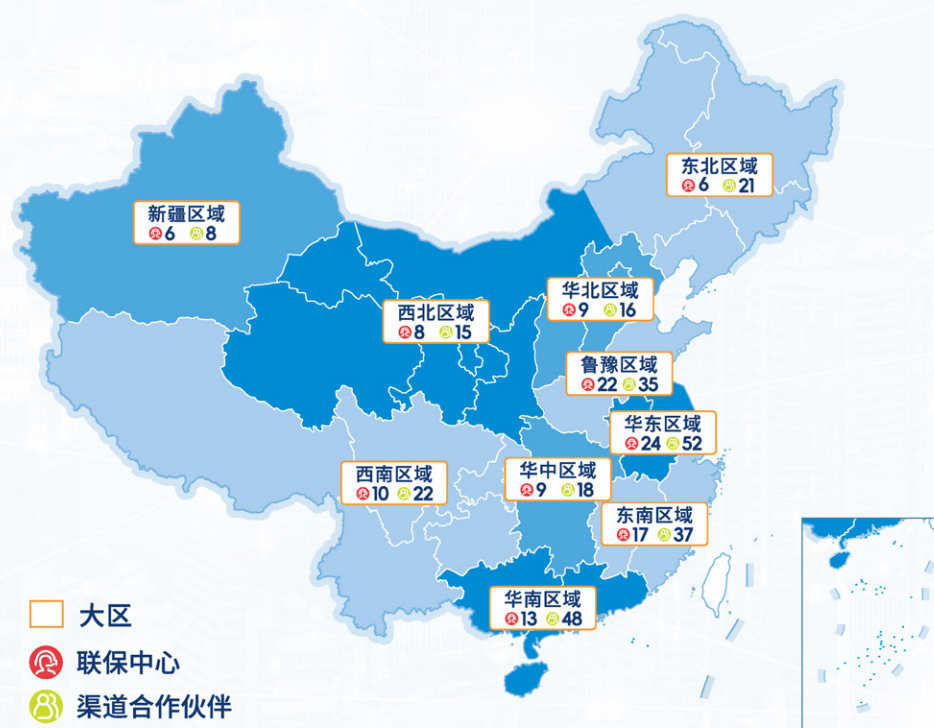 东北区域
6 21
新疆区域
6 8
华北区域
9 16
西北区域
8 15
鲁豫区域
22 35
华东区域
24 52
西南区域
10 22
华中区域
9 18
东南区域
17 37
华南区域
13 48
大区
联保中心
渠道合作伙伴